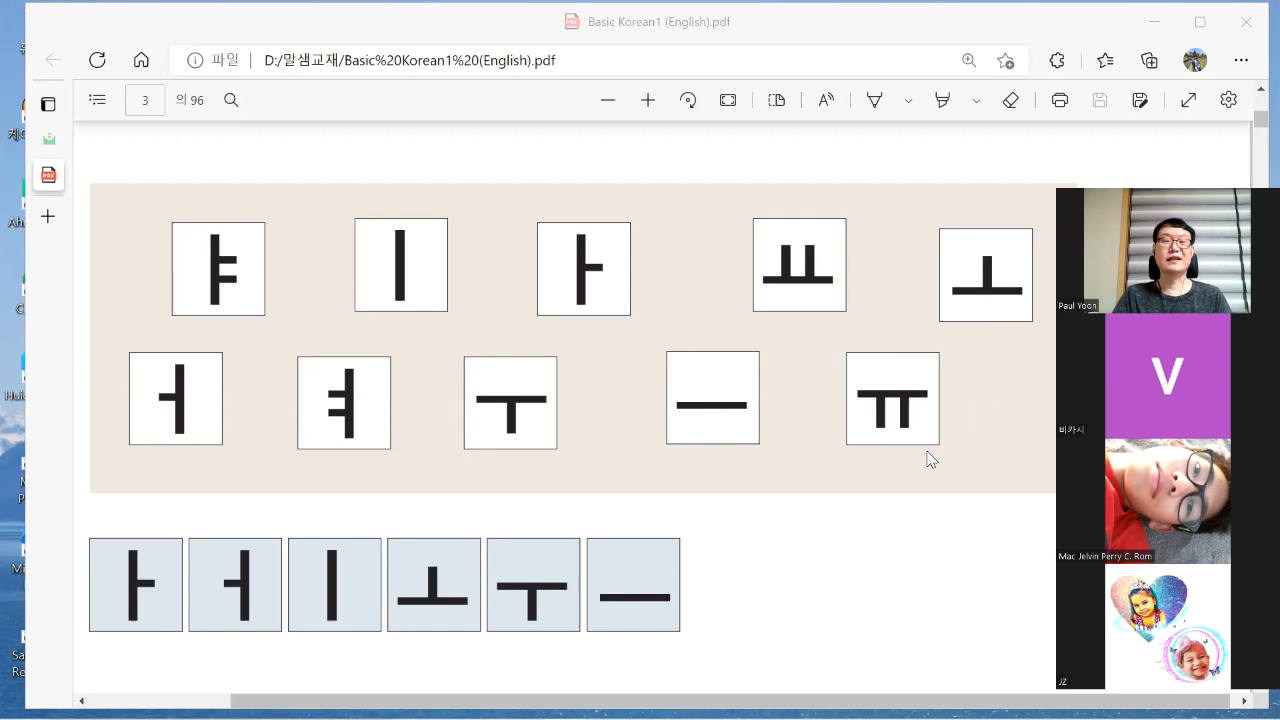 Basic Korean1 (English).pdf
파일 D:/말샘교재/Basic%20Korean1%20(English).pdf
3 의 96
ㅑ ㅣ ㅏ ㅛ ㅗ
ㅓ ㅕ ㅜ ㅡ ㅠ
ㅏ ㅓ ㅣ ㅗ ㅜ ㅡ
Paul Yoon
V
비카시
Mac Jelvin Perry C. Rom
JZ